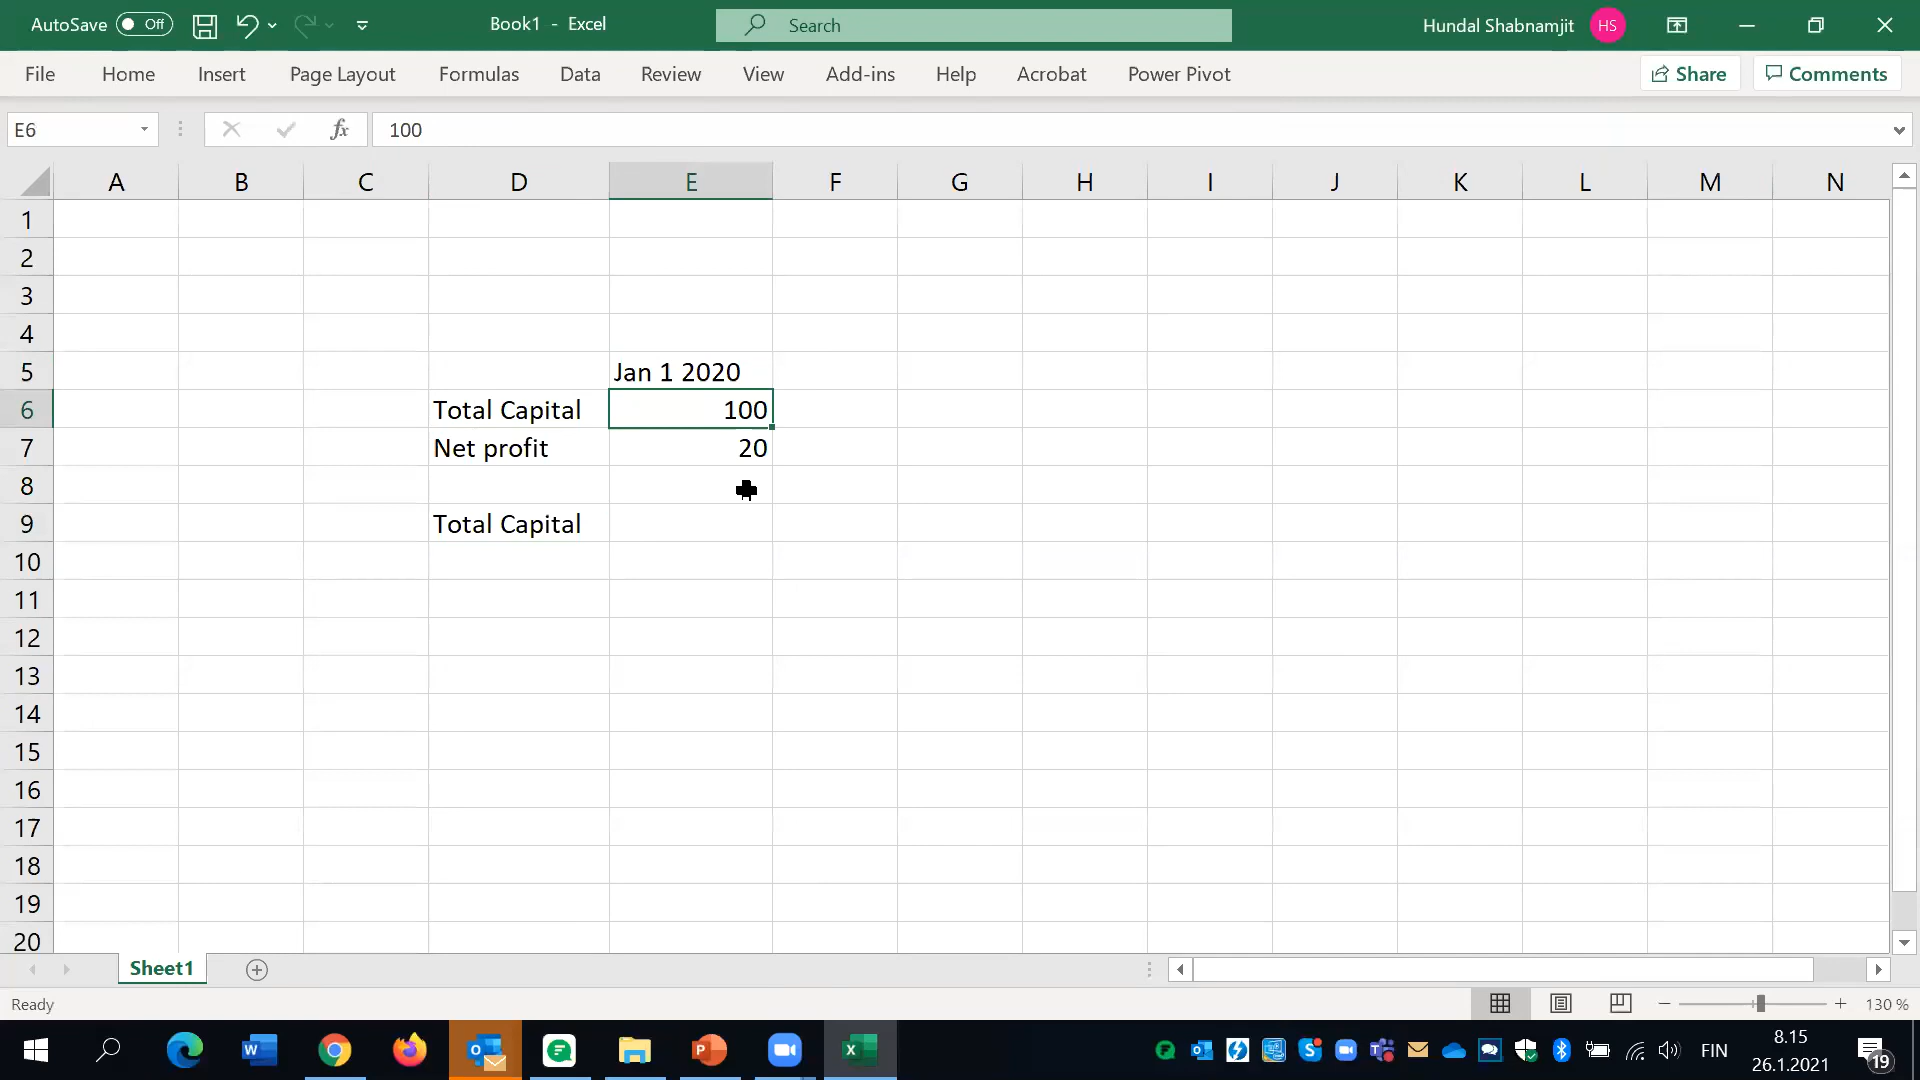 AutoSave Off Book1 - Excel Search Hundal Shabnamjit HS
File Home Insert Page Layout Formulas Data Review View Add-ins Help Acrobat Power Pivot Share Comments
E6 fx 100
A B C D E F G H I J K L M N
1
2
3
4
5 Jan 1 2020
6 Total Capital 100
7 Net profit 20
8
9 Total Capital
10
11
12
13
14
15
16
17
18
19
20
Sheet1
Ready 130 %
FIN 8.15
26.1.2021
19